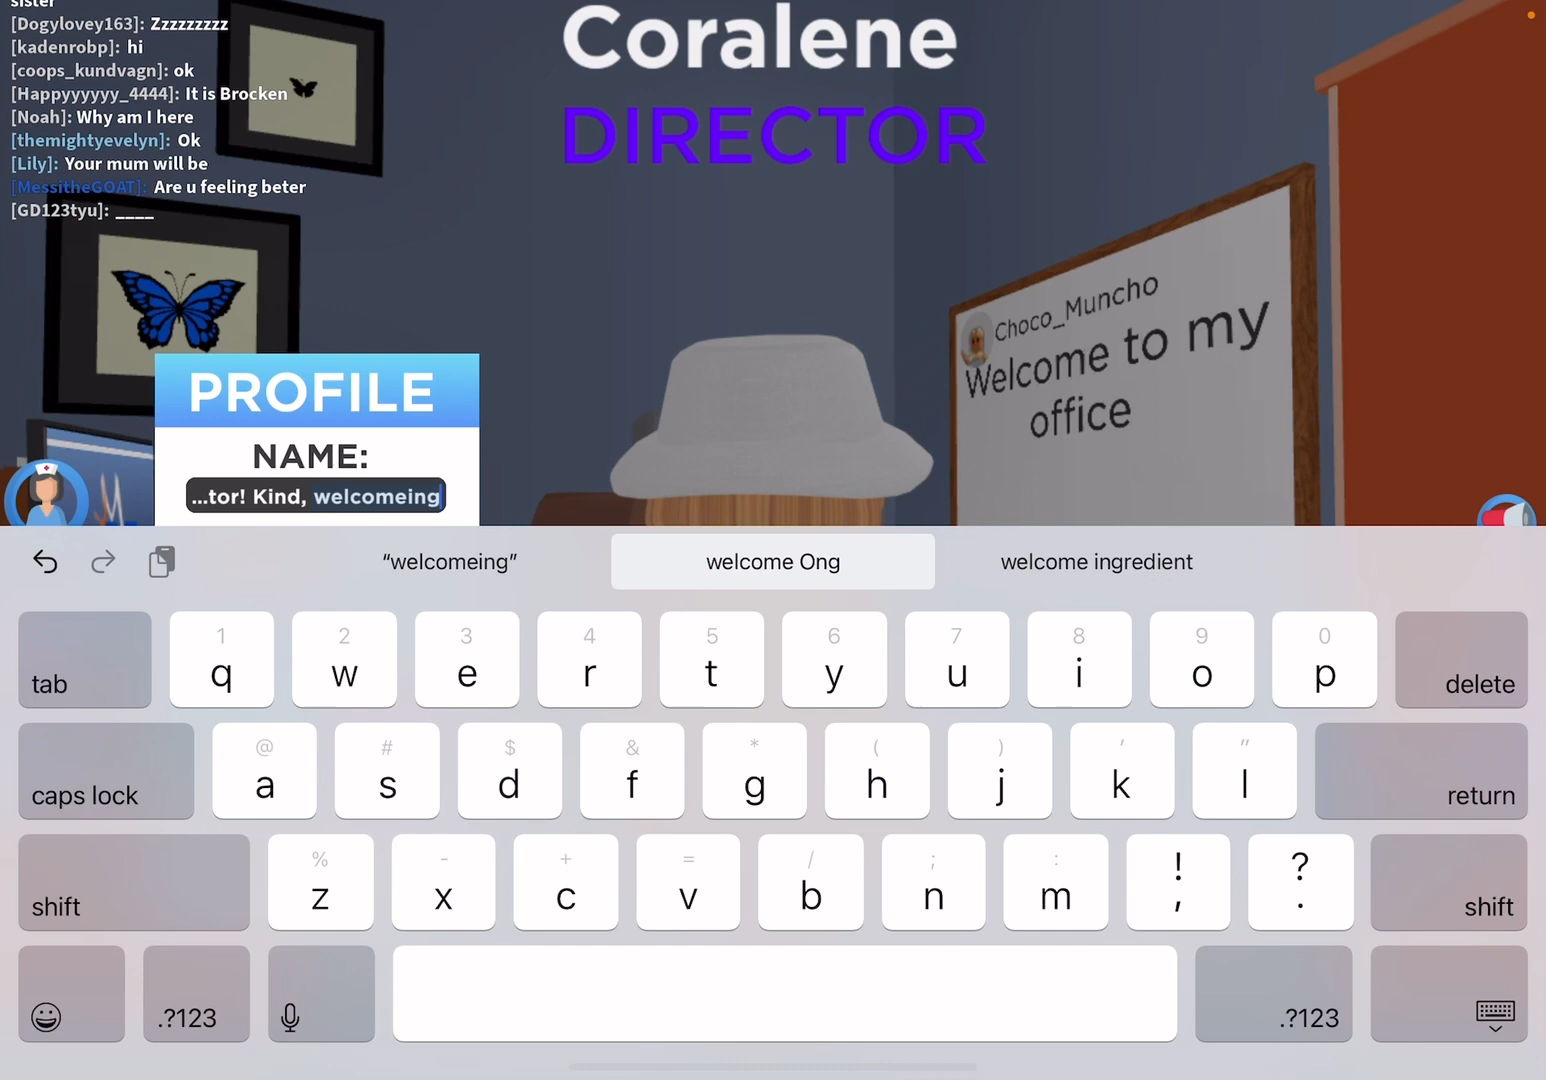 sister
[Dogylovey163]: Zzzzzzzzz
[kadenrobp]: hi
[coops_kundvagn]: ok
[Happyyyyyy_4444]: It is Brocken
[Noah]: Why am I here
[themightyevelyn]: Ok
[Lily]: Your mum will be
[MessitheGOAT]: Are u feeling beter
[GD123tyu]: ____
Coralene
DIRECTOR
Choco_Muncho
Welcome to my
office
PROFILE
NAME:
...tor! Kind, welcomeing
“welcomeing” welcome Ong welcome ingredient
1 2 3 4 5 6 7 8 9 0
tab q w e r t y u i o p delete
@ # $ & * ( ) ' "
caps lock a s d f g h j k l return
% - + = / ; : ! ?
shift z x c v b n m , . shift
.?123 .?123